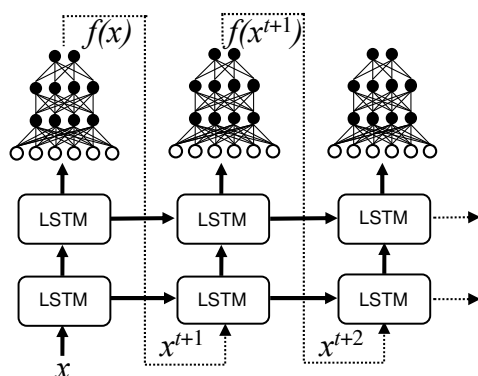 f(x) f(x^{t+1})
LSTM LSTM LSTM
LSTM LSTM LSTM
x x^{t+1} x^{t+2}